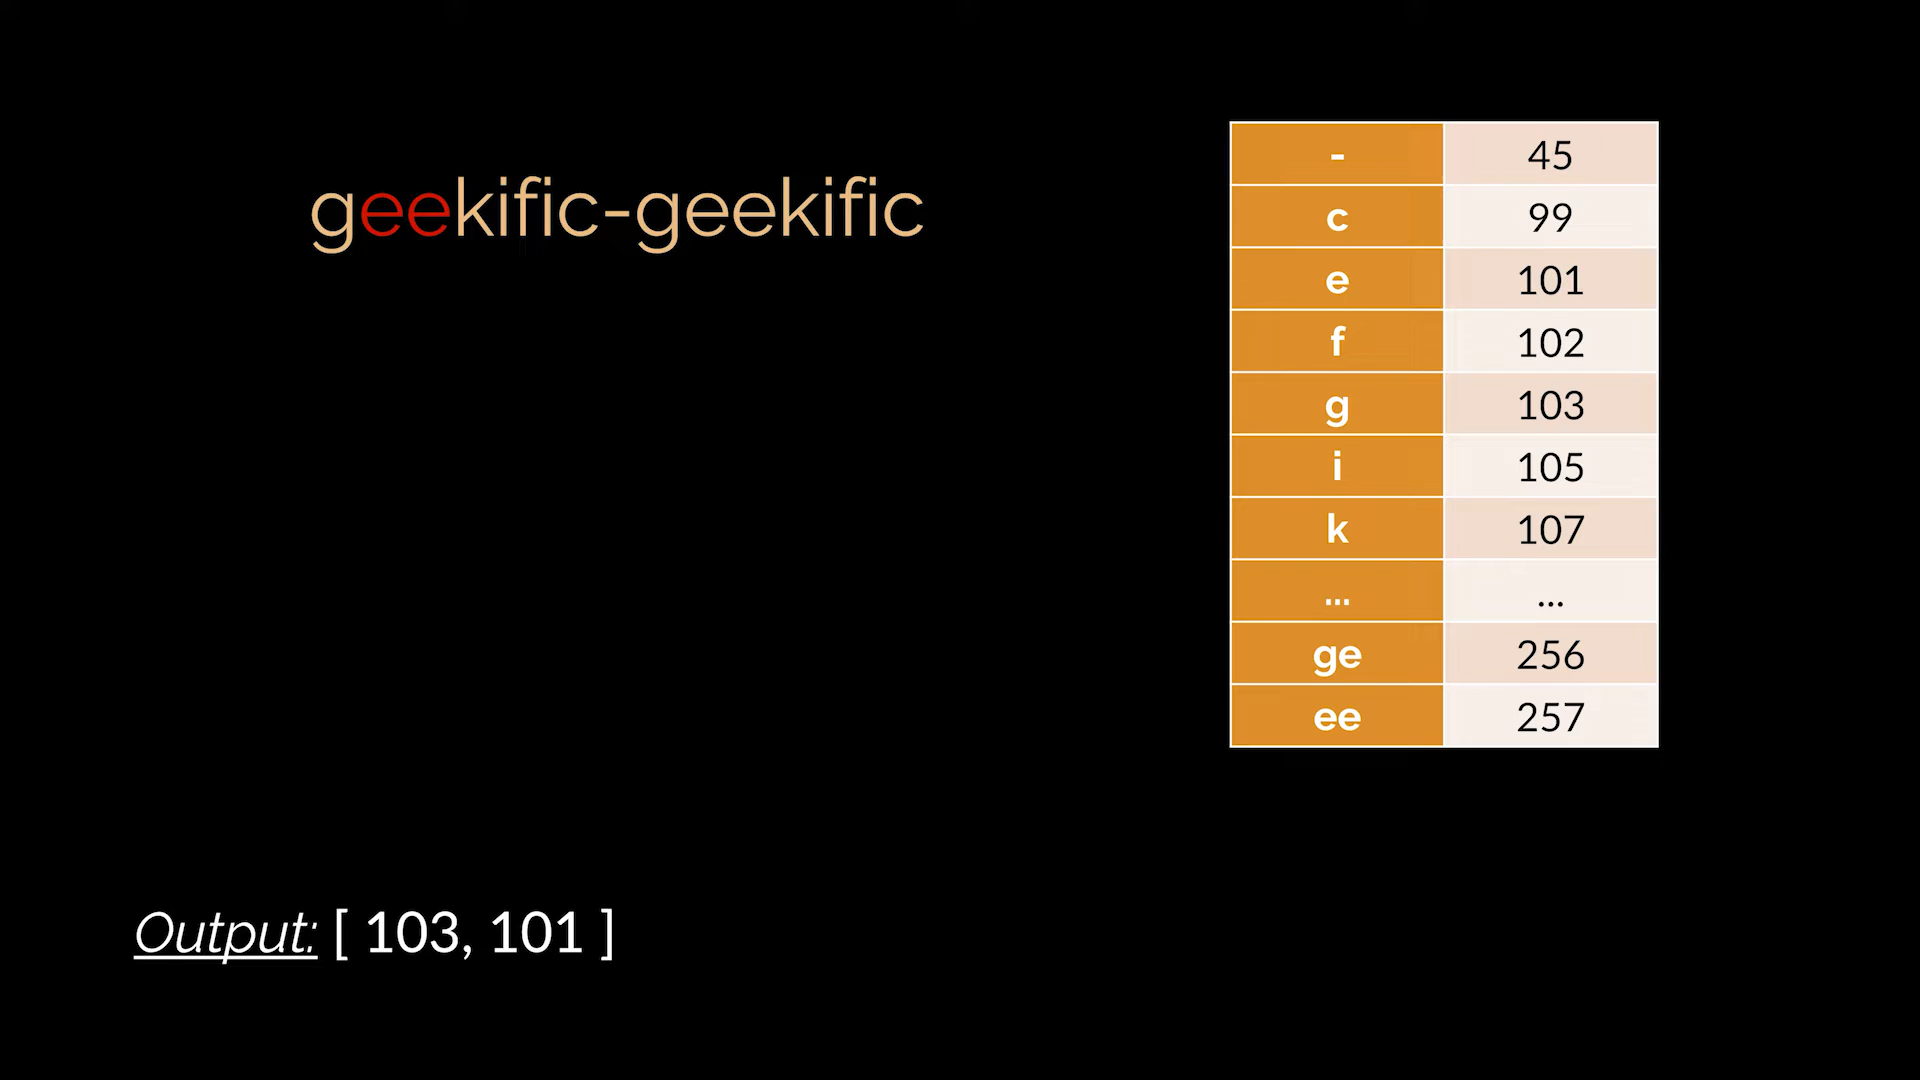 geekific-geekific
- 45
c 99
e 101
f 102
g 103
i 105
k 107
... ...
ge 256
ee 257
Output: [ 103, 101 ]